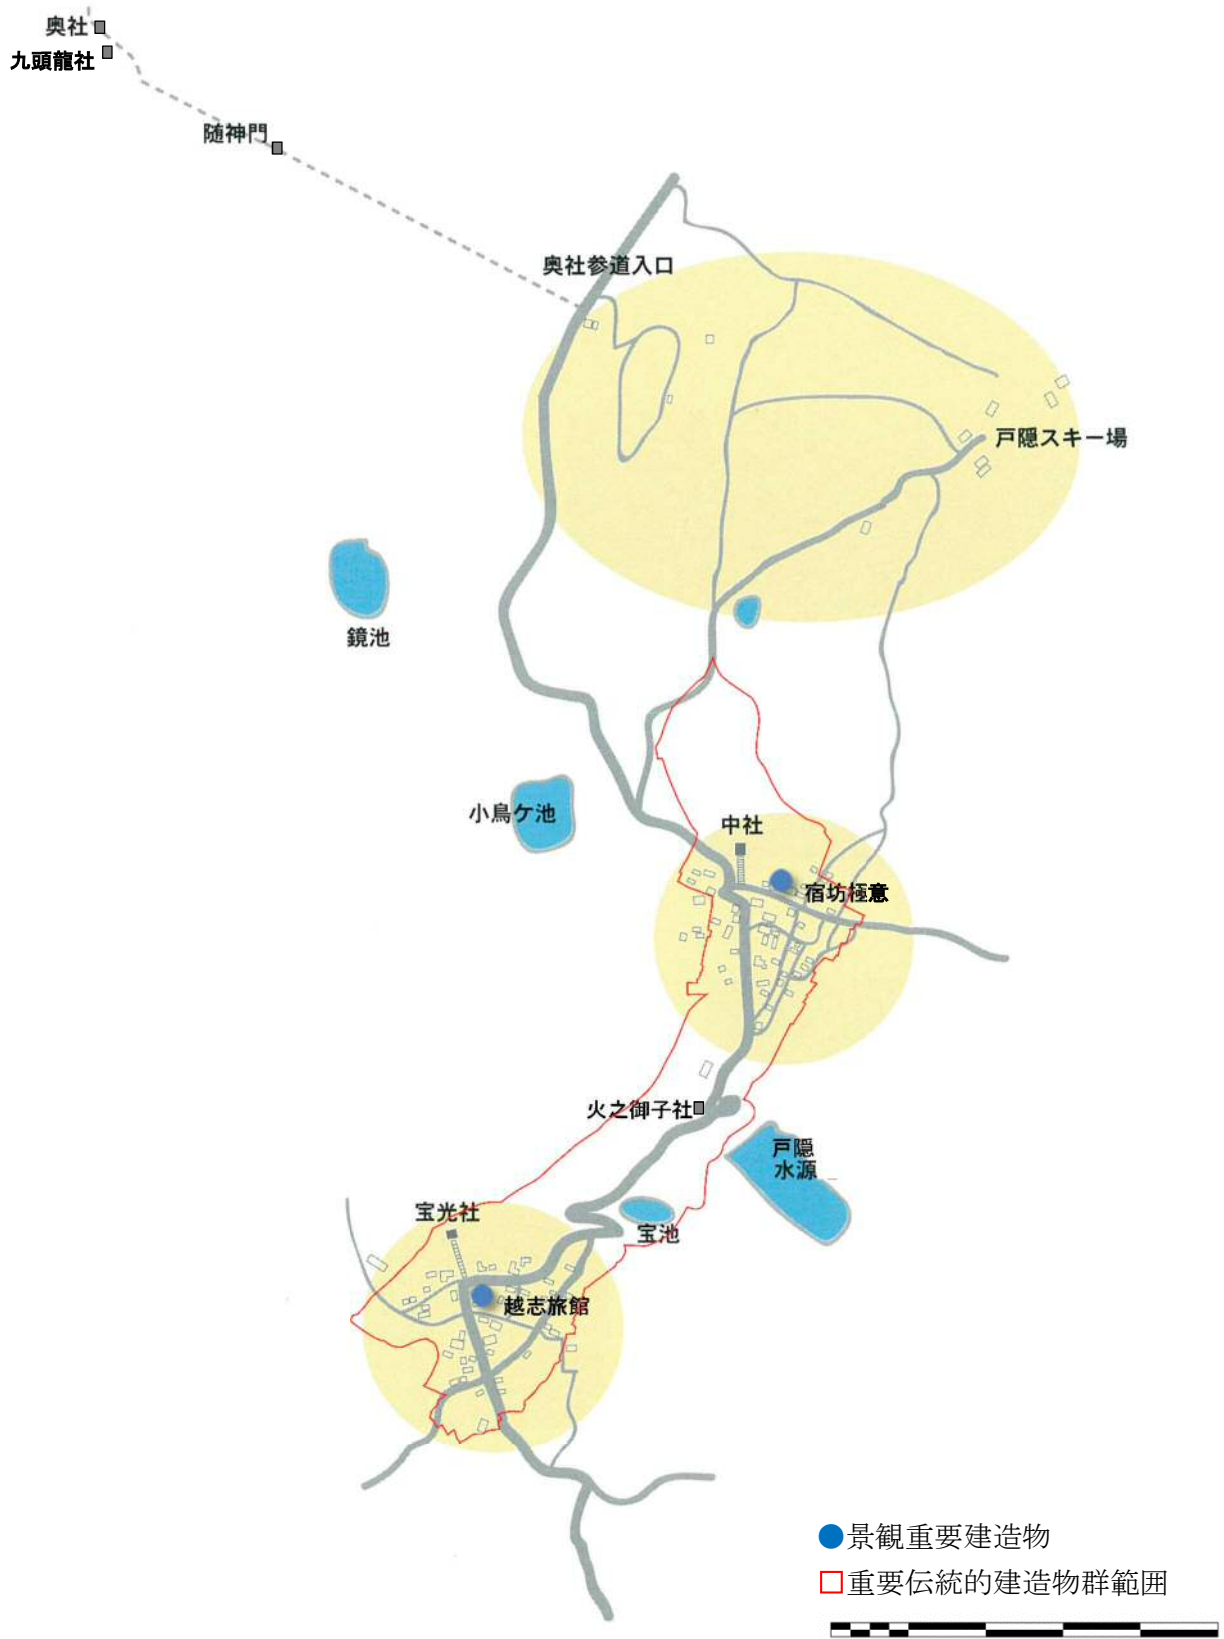 奥社
九頭龍社
随神門
奥社参道入口
戸隠スキー場
鏡池
小鳥ケ池
中社
宿坊極意
火之御子社
戸隠
水源
宝光社
宝池
越志旅館
●景観重要建造物
□重要伝統的建造物群範囲